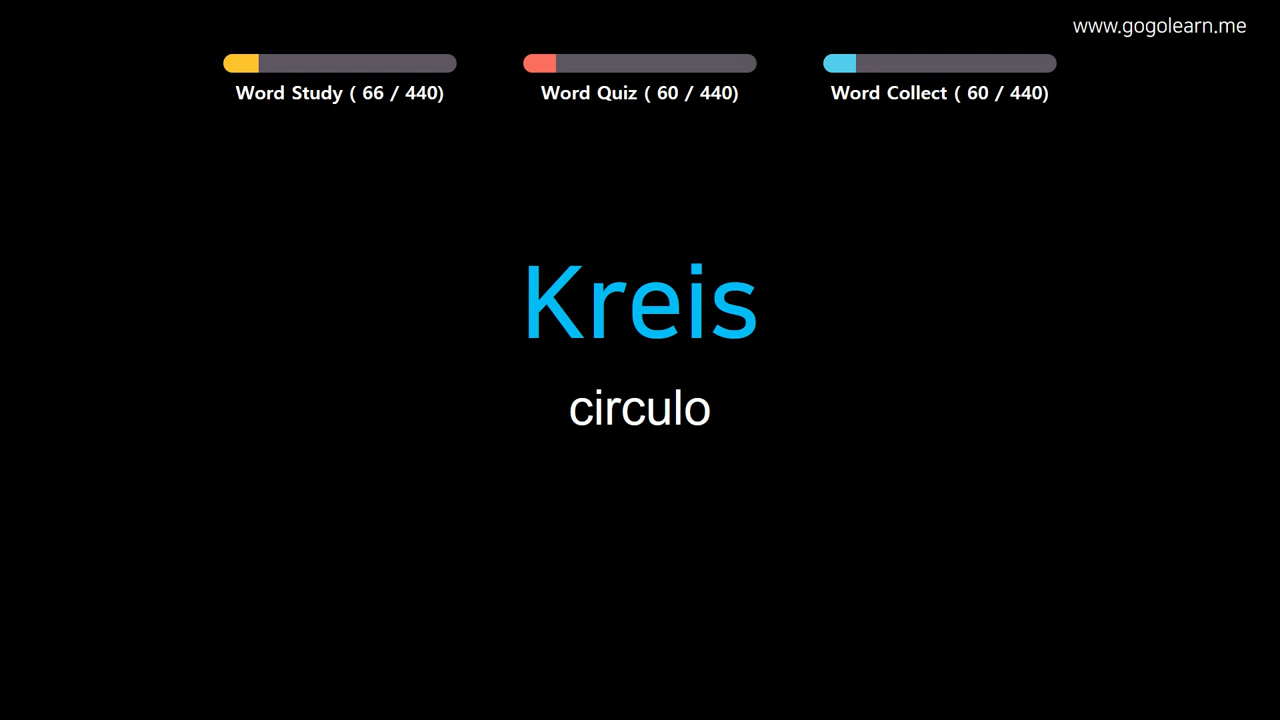 www.gogolearn.me
Word Study ( 66 / 440)
Word Quiz ( 60 / 440)
Word Collect ( 60 / 440)
Kreis
circulo